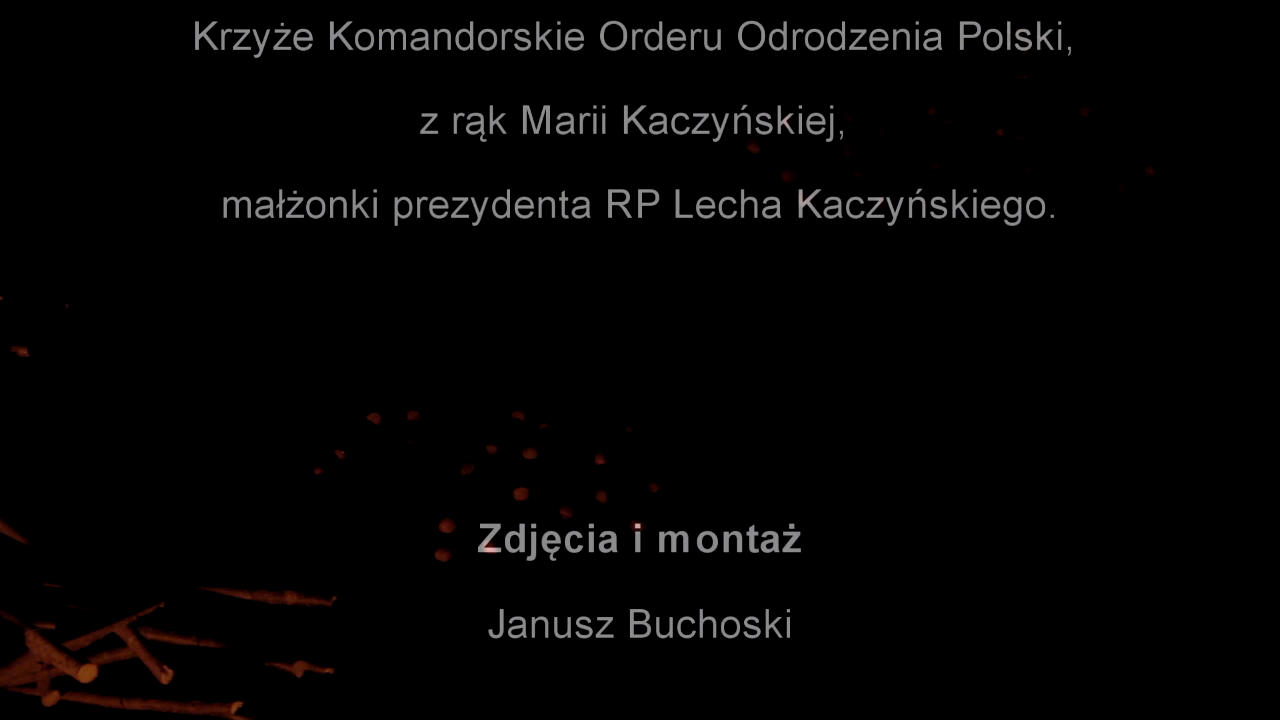 Krzyże Komandorskie Orderu Odrodzenia Polski,
z rąk Marii Kaczyńskiej,
małżonki prezydenta RP Lecha Kaczyńskiego.
Zdjęcia i montaż
Janusz Buchoski